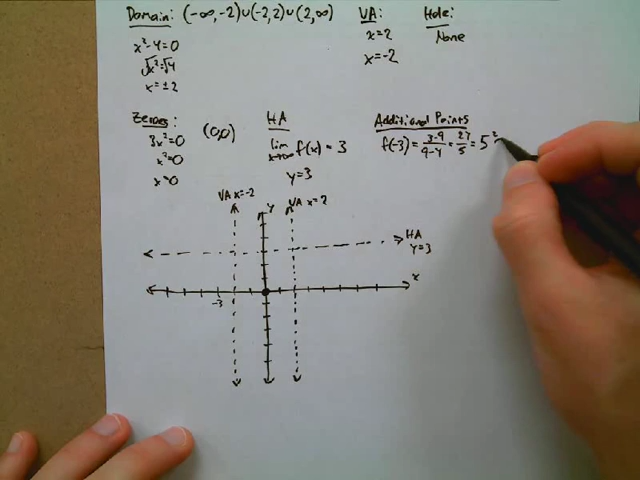 Domain: (-∞,-2)∪(-2,2)∪(2,∞)
x²-4=0
√x²=√4
x=±2
VA
x=2
x=-2
Hole:
None
Zeroes:
3x²=0
x²=0
x=0
(0,0)
HA
lim f(x)=3
x→∞
y=3
Additional Points
f(-3)=3·9/9-4=27/5=5²
VA x=-2
y
VA x=2
HA
y=3
x
-3